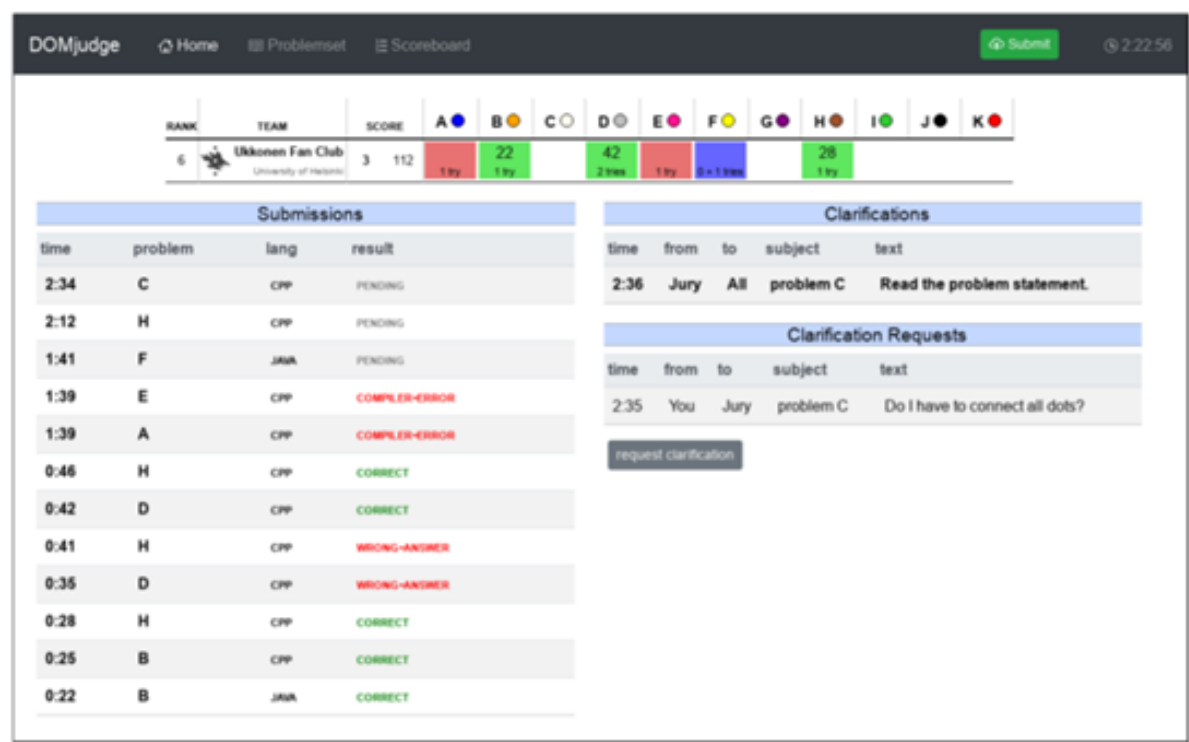 DOMjudge Home Problemset Scoreboard Submit 2:22:56
RANK TEAM SCORE A B C D E F G H I J K
6 Ukkonen Fan Club 3 112 22 42 28
University of Helsinki 1 try 1 try 2 tries 1 try 0 + 1 tries 1 try
Submissions
time problem lang result
2:34 C CPP PENDING
2:12 H CPP PENDING
1:41 F JAVA PENDING
1:39 E CPP COMPILER-ERROR
1:39 A CPP COMPILER-ERROR
0:46 H CPP CORRECT
0:42 D CPP CORRECT
0:41 H CPP WRONG-ANSWER
0:35 D CPP WRONG-ANSWER
0:28 H CPP CORRECT
0:25 B CPP CORRECT
0:22 B JAVA CORRECT
Clarifications
time from to subject text
2:36 Jury All problem C Read the problem statement.
Clarification Requests
time from to subject text
2:35 You Jury problem C Do I have to connect all dots?
request clarification